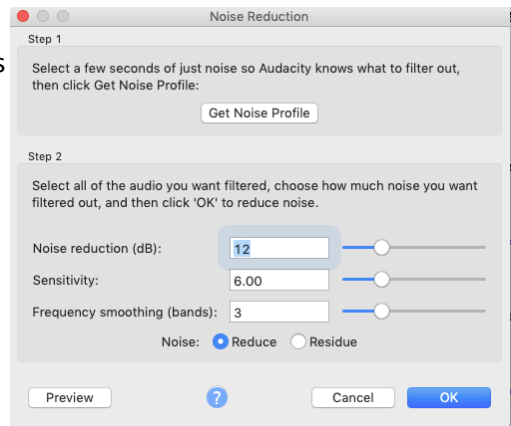 Noise Reduction
Step 1
s
Select a few seconds of just noise so Audacity knows what to filter out,
then click Get Noise Profile:
Get Noise Profile
Step 2
Select all of the audio you want filtered, choose how much noise you want
filtered out, and then click 'OK' to reduce noise.
Noise reduction (dB): 12
Sensitivity: 6.00
Frequency smoothing (bands): 3
Noise: Reduce Residue
Preview ? Cancel OK